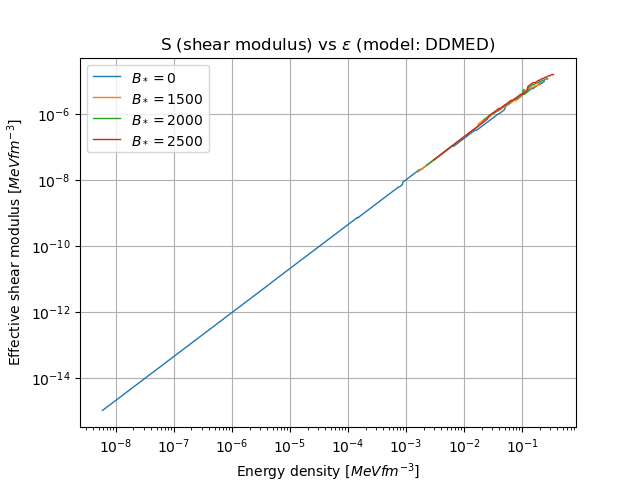 S (shear modulus) vs ε (model: DDMED)
B* = 0
B* = 1500
B* = 2000
B* = 2500
Effective shear modulus [MeVfm⁻³]
10⁻⁶
10⁻⁸
10⁻¹⁰
10⁻¹²
10⁻¹⁴
10⁻⁸ 10⁻⁷ 10⁻⁶ 10⁻⁵ 10⁻⁴ 10⁻³ 10⁻² 10⁻¹
Energy density [MeVfm⁻³]